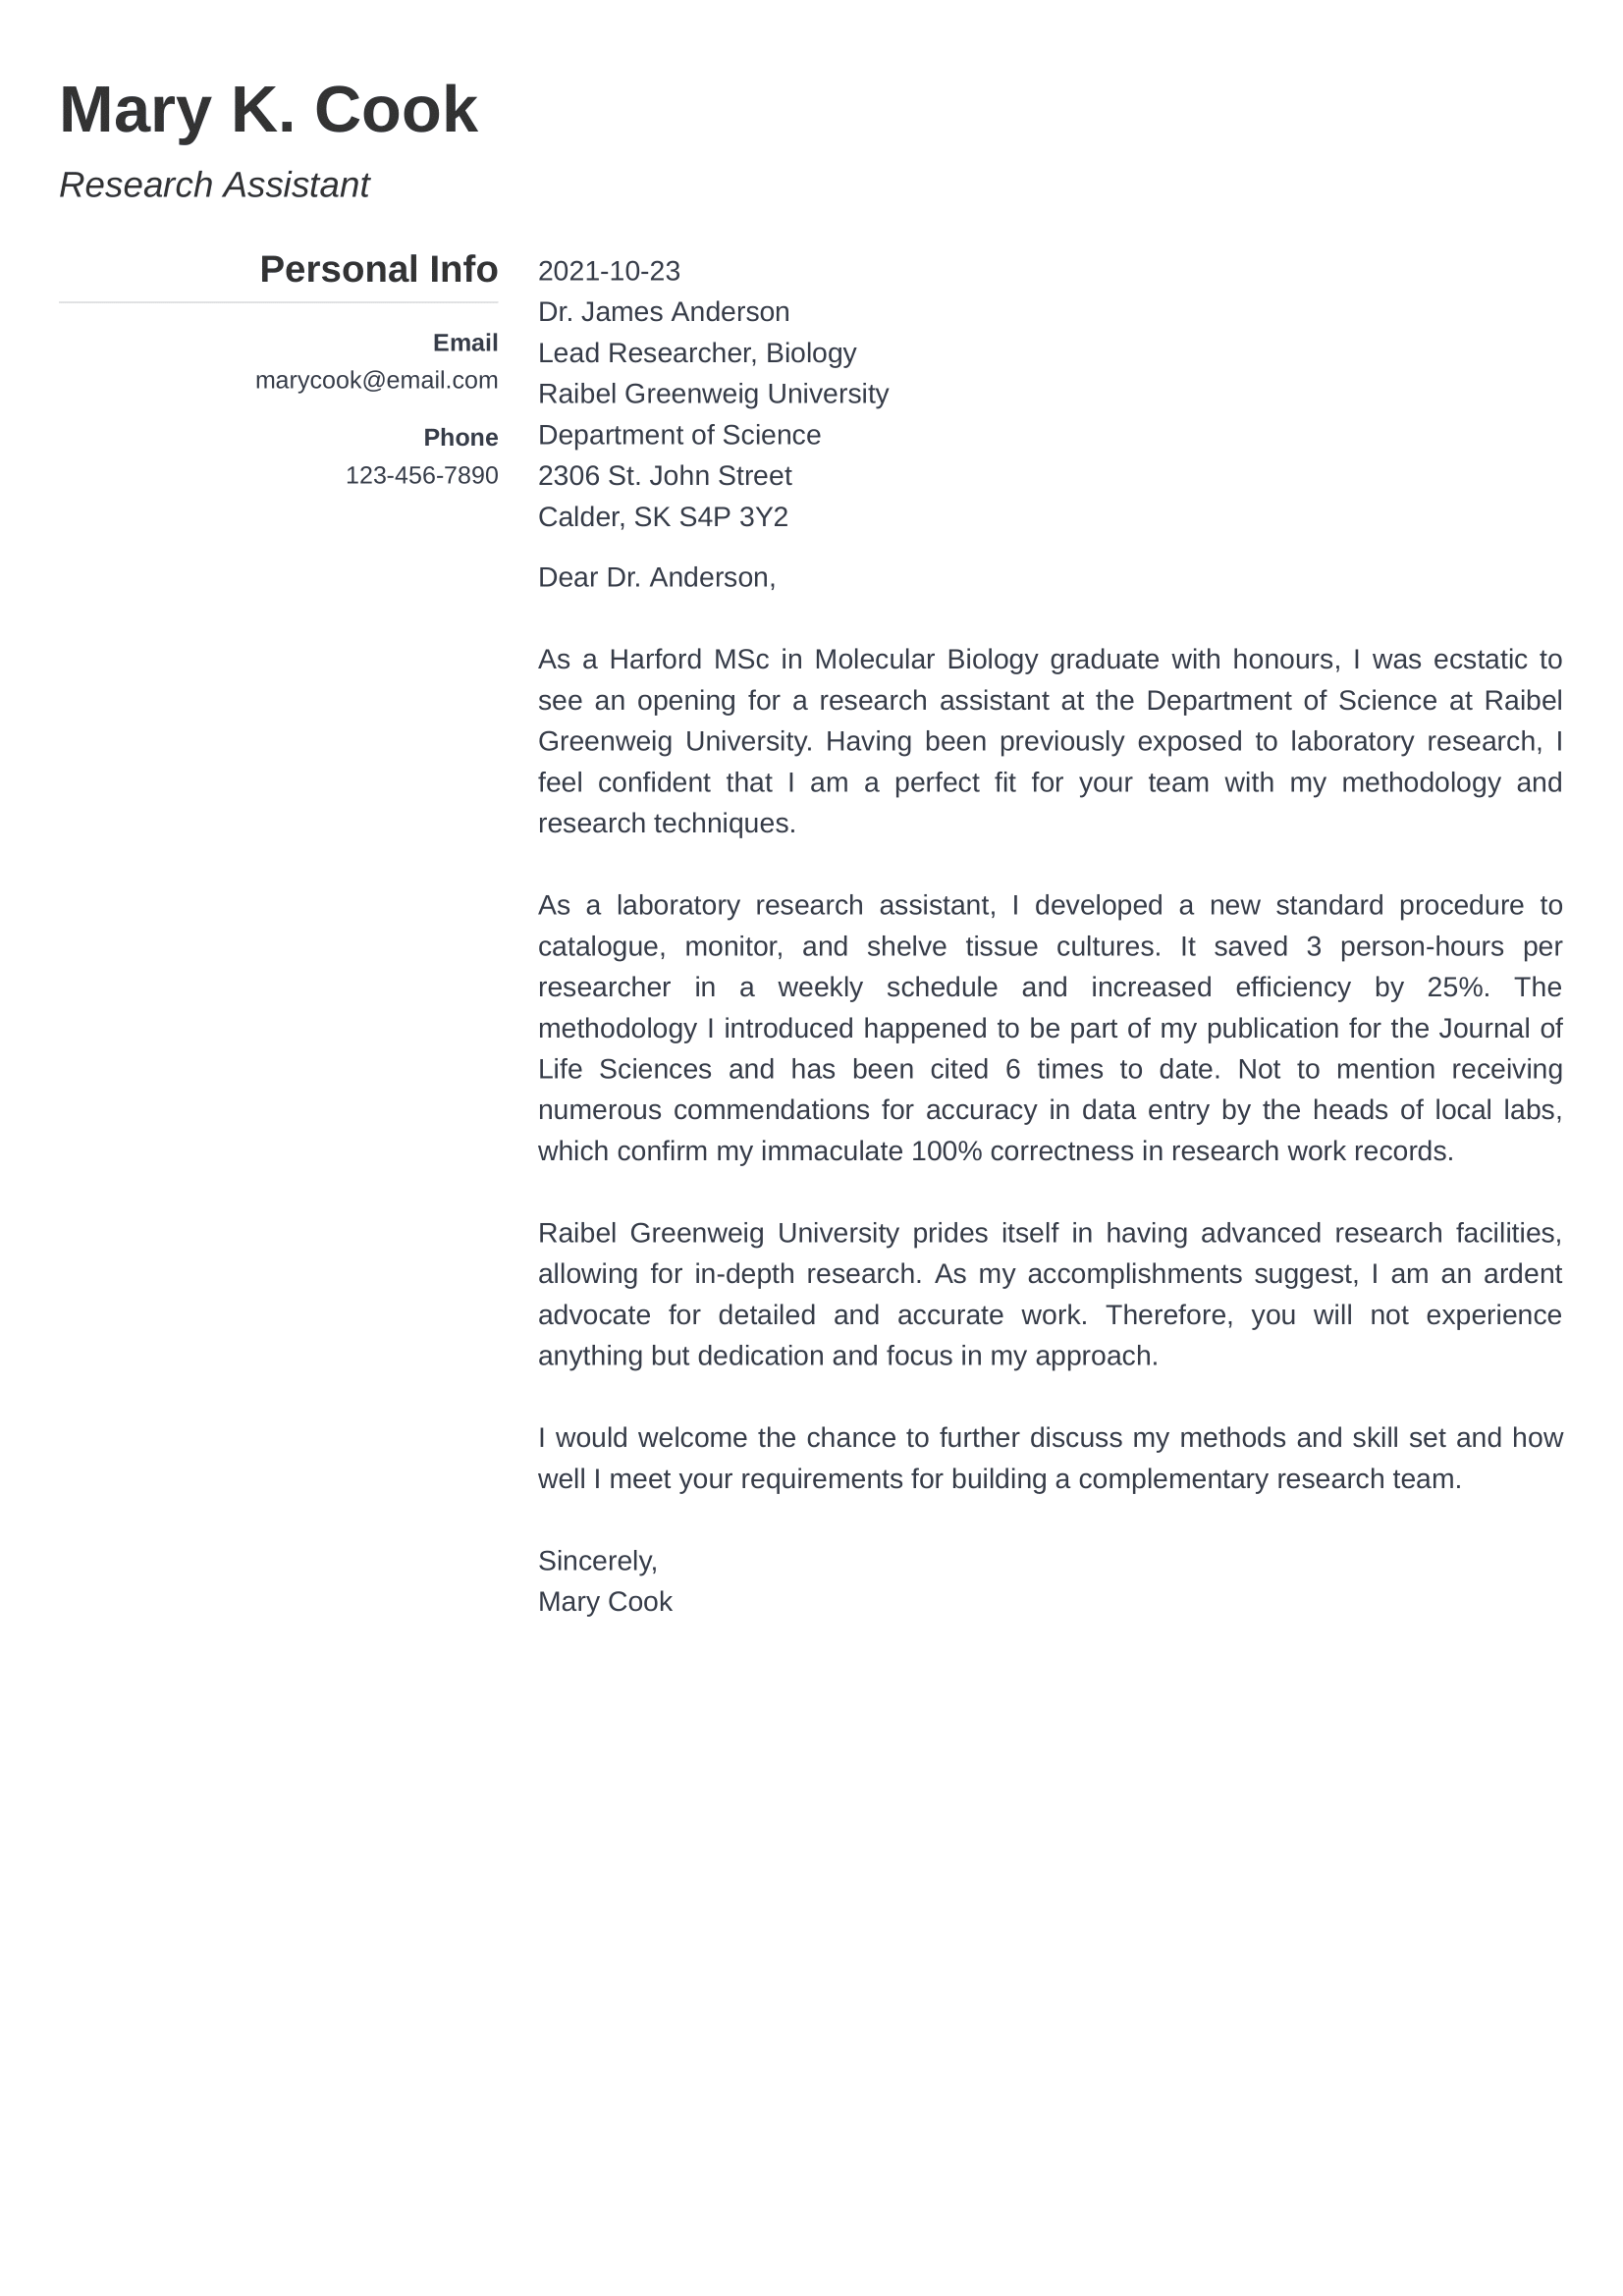 Mary K. Cook
Research Assistant
Personal Info
Email
marycook@email.com
Phone
123-456-7890
2021-10-23
Dr. James Anderson
Lead Researcher, Biology
Raibel Greenweig University
Department of Science
2306 St. John Street
Calder, SK S4P 3Y2
Dear Dr. Anderson,
As a Harford MSc in Molecular Biology graduate with honours, I was ecstatic to
see an opening for a research assistant at the Department of Science at Raibel
Greenweig University. Having been previously exposed to laboratory research, I
feel confident that I am a perfect fit for your team with my methodology and
research techniques.
As a laboratory research assistant, I developed a new standard procedure to
catalogue, monitor, and shelve tissue cultures. It saved 3 person-hours per
researcher in a weekly schedule and increased efficiency by 25%. The
methodology I introduced happened to be part of my publication for the Journal of
Life Sciences and has been cited 6 times to date. Not to mention receiving
numerous commendations for accuracy in data entry by the heads of local labs,
which confirm my immaculate 100% correctness in research work records.
Raibel Greenweig University prides itself in having advanced research facilities,
allowing for in-depth research. As my accomplishments suggest, I am an ardent
advocate for detailed and accurate work. Therefore, you will not experience
anything but dedication and focus in my approach.
I would welcome the chance to further discuss my methods and skill set and how
well I meet your requirements for building a complementary research team.
Sincerely,
Mary Cook